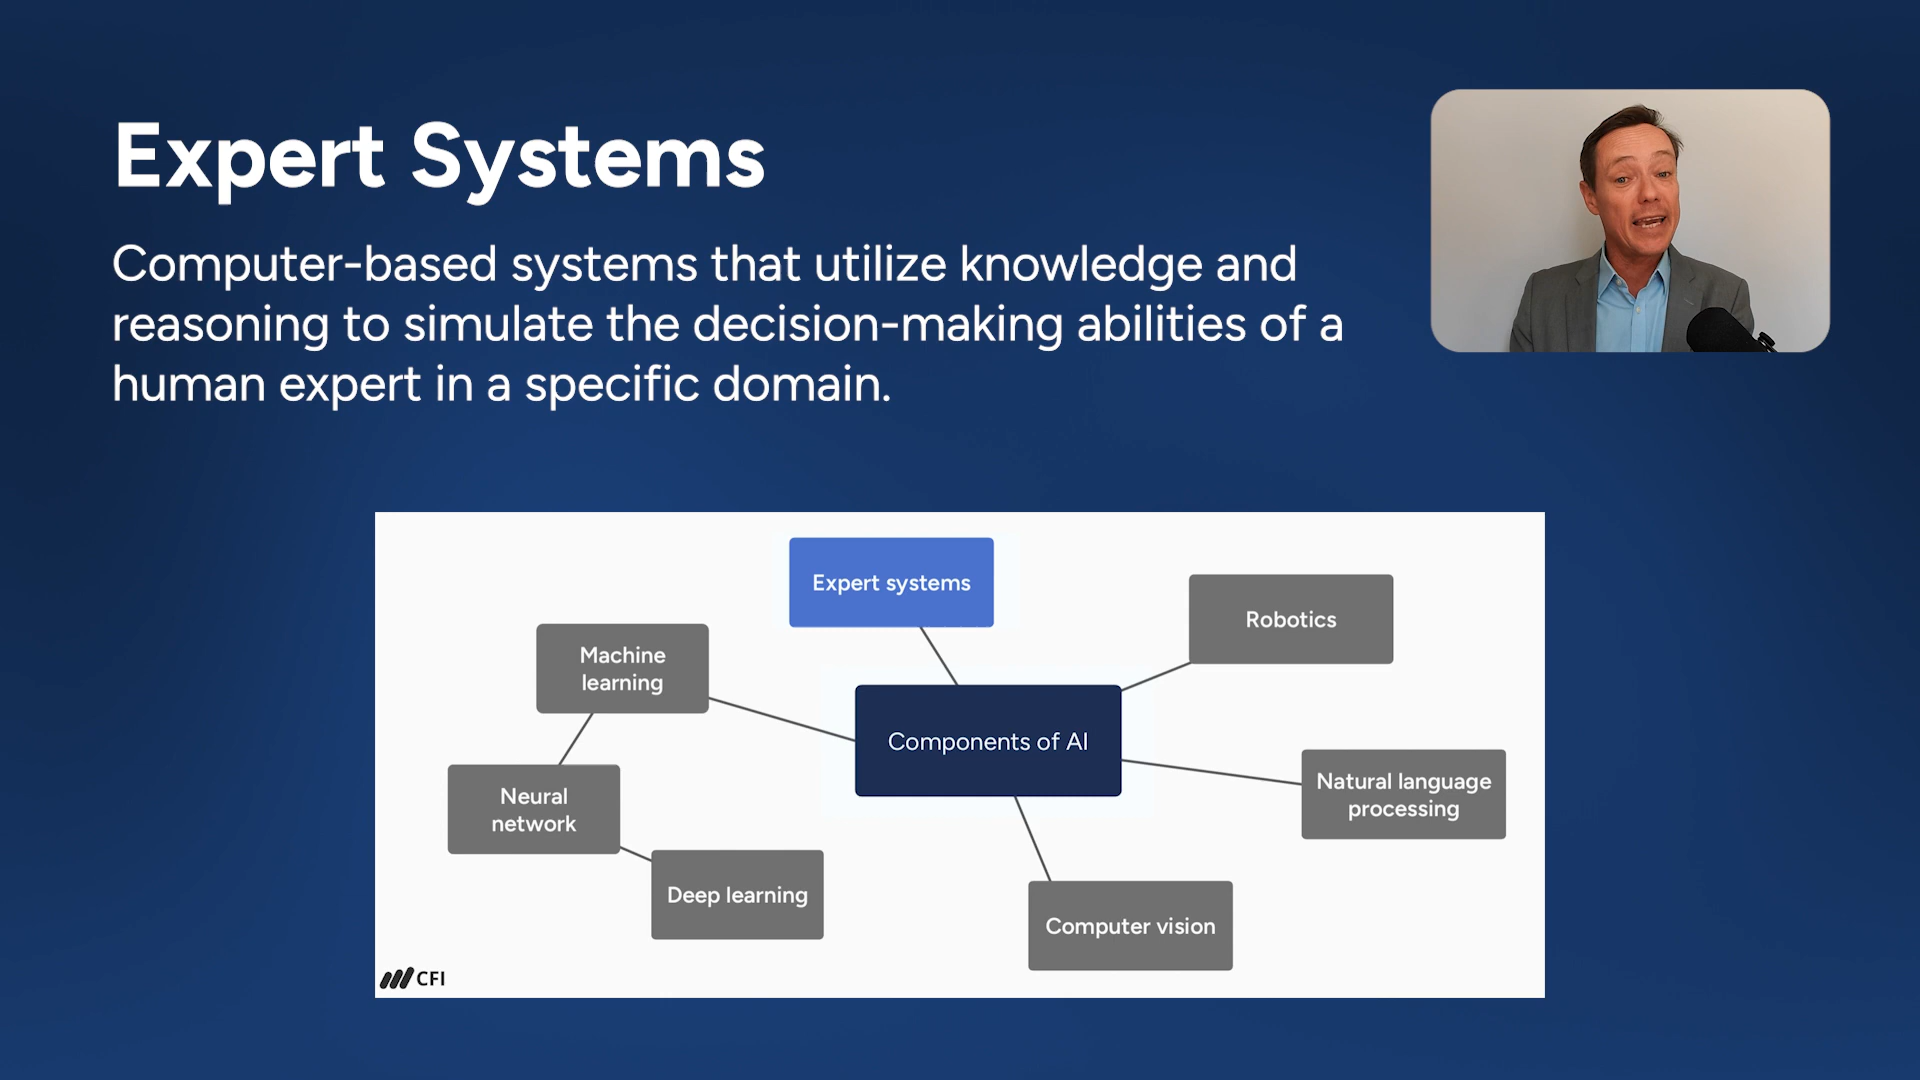 Expert Systems
Computer-based systems that utilize knowledge and
reasoning to simulate the decision-making abilities of a
human expert in a specific domain.
Expert systems
Robotics
Machine
learning
Components of AI
Natural language
processing
Neural
network
Deep learning
Computer vision
CFI